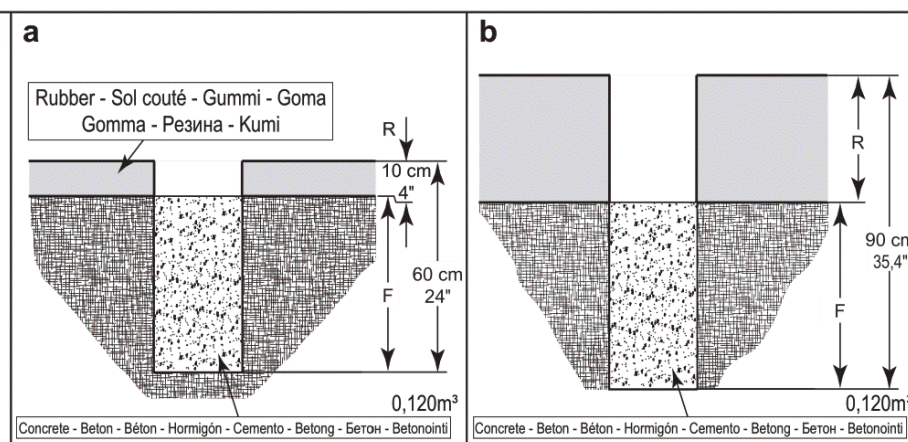 a
Rubber - Sol couté - Gummi - Goma
Gomma - Резина - Kumi
R
10 cm
4"
F
60 cm
24"
0,120m³
Concrete - Beton - Béton - Hormigón - Cemento - Betong - Бетон - Betonointi
b
R
90 cm
35,4"
F
0,120m³
Concrete - Beton - Béton - Hormigón - Cemento - Betong - Бетон - Betonointi